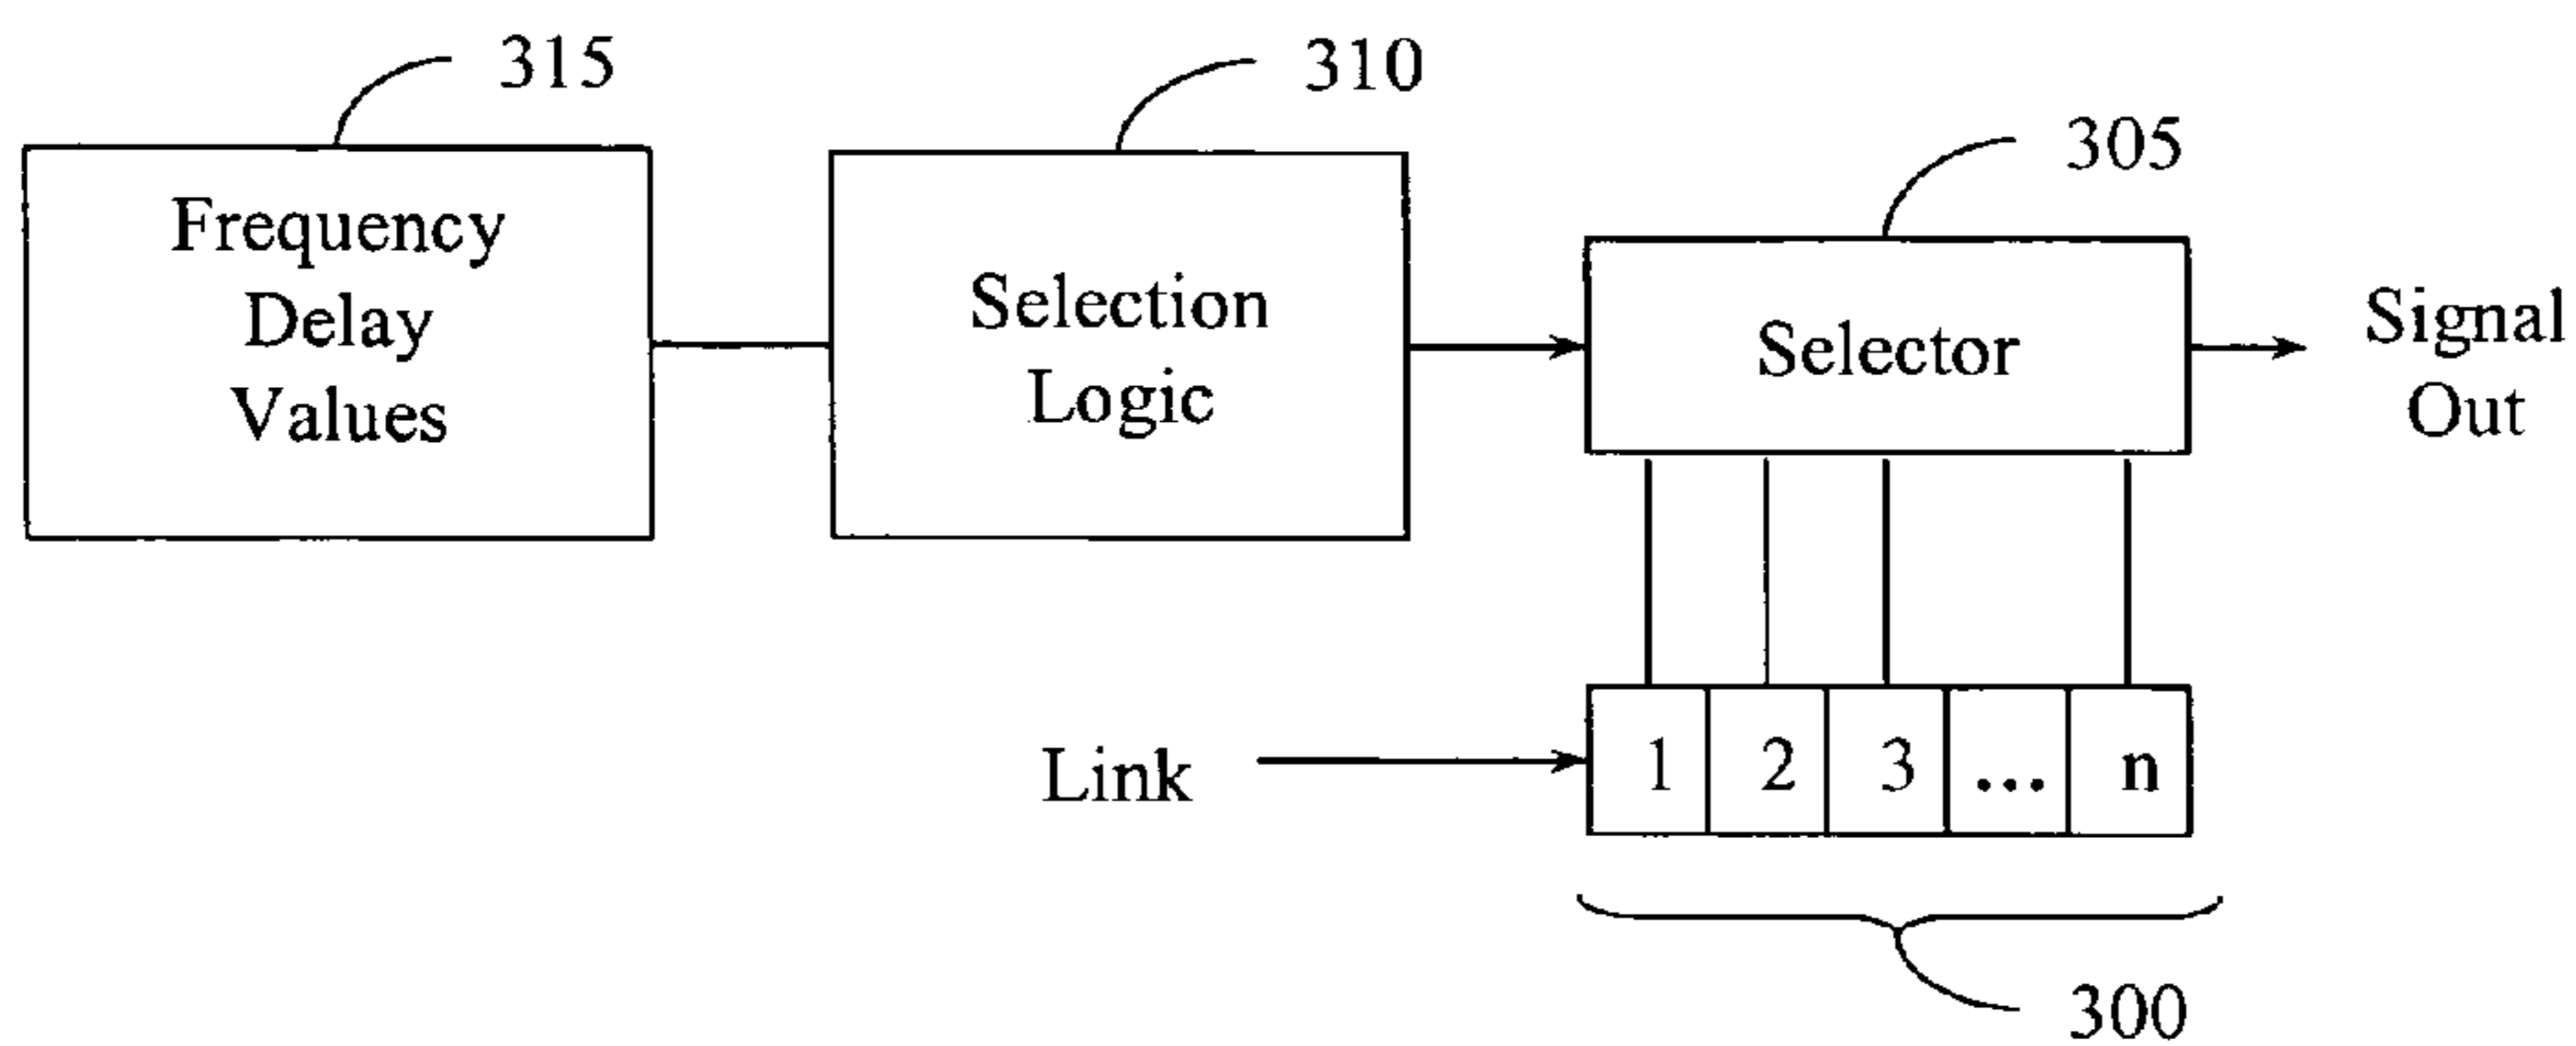 315
310
305
Frequency
Delay
Values
Selection
Logic
Selector
Signal
Out
Link
1 2 3 ... n
300